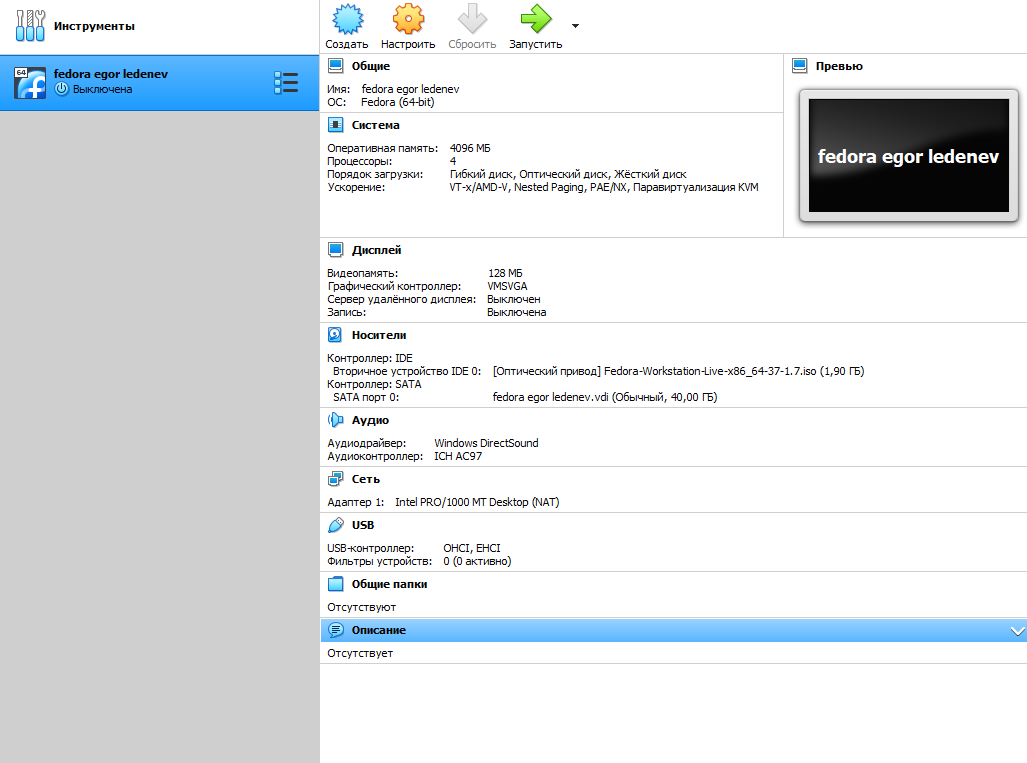 Инструменты
Создать Настроить Сбросить Запустить
64
fedora egor ledenev
Выключена
Общие
Имя: fedora egor ledenev
ОС: Fedora (64-bit)
Превью
fedora egor ledenev
Система
Оперативная память: 4096 МБ
Процессоры: 4
Порядок загрузки: Гибкий диск, Оптический диск, Жёсткий диск
Ускорение: VT-x/AMD-V, Nested Paging, PAE/NX, Паравиртуализация KVM
Дисплей
Видеопамять: 128 МБ
Графический контроллер: VMSVGA
Сервер удалённого дисплея: Выключен
Запись: Выключена
Носители
Контроллер: IDE
Вторичное устройство IDE 0: [Оптический привод] Fedora-Workstation-Live-x86_64-37-1.7.iso (1,90 ГБ)
Контроллер: SATA
SATA порт 0: fedora egor ledenev.vdi (Обычный, 40,00 ГБ)
Аудио
Аудиодрайвер: Windows DirectSound
Аудиоконтроллер: ICH AC97
Сеть
Адаптер 1: Intel PRO/1000 MT Desktop (NAT)
USB
USB-контроллер: OHCI, EHCI
Фильтры устройств: 0 (0 активно)
Общие папки
Отсутствуют
Описание
Отсутствует